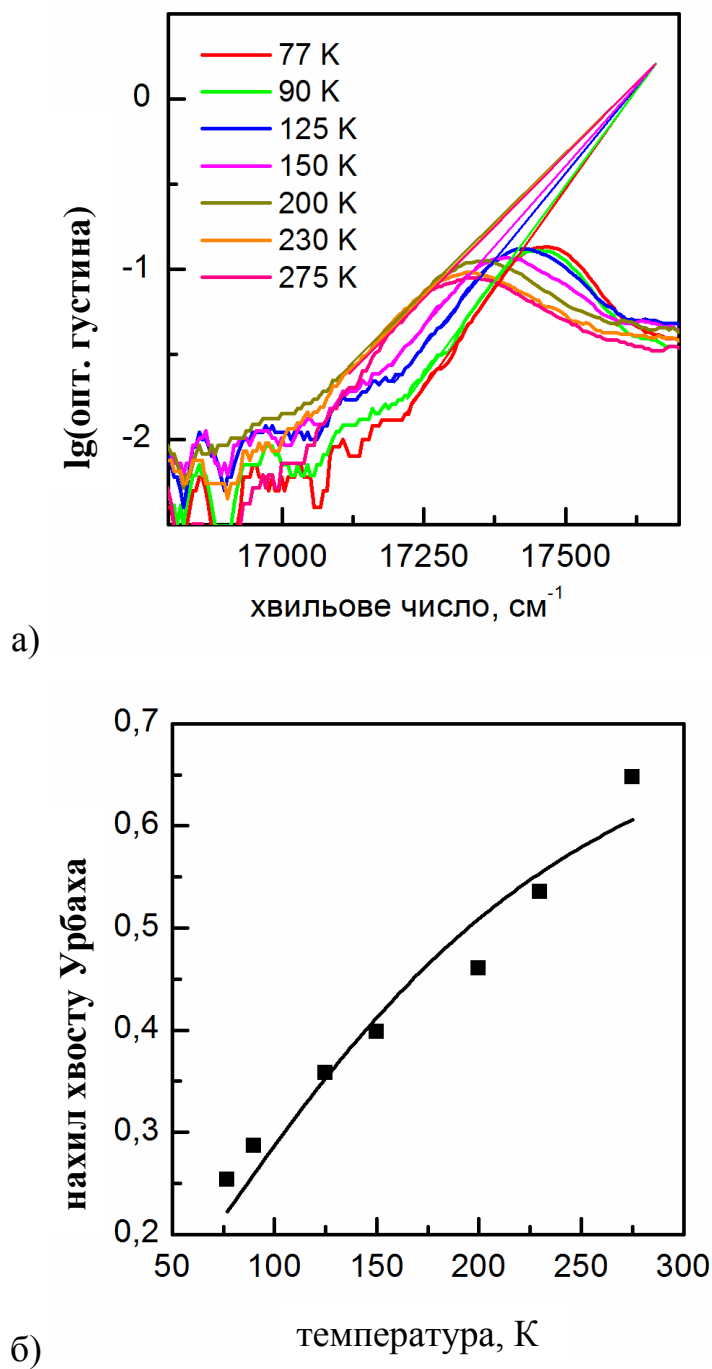 77 K
90 K
125 K
150 K
200 K
230 K
275 K
0
-1
-2
lg(опт. густина)
17000 17250 17500
хвильове число, см⁻¹
а)
0,7
0,6
0,5
0,4
0,3
0,2
нахил хвосту Урбаха
50 100 150 200 250 300
температура, К
б)